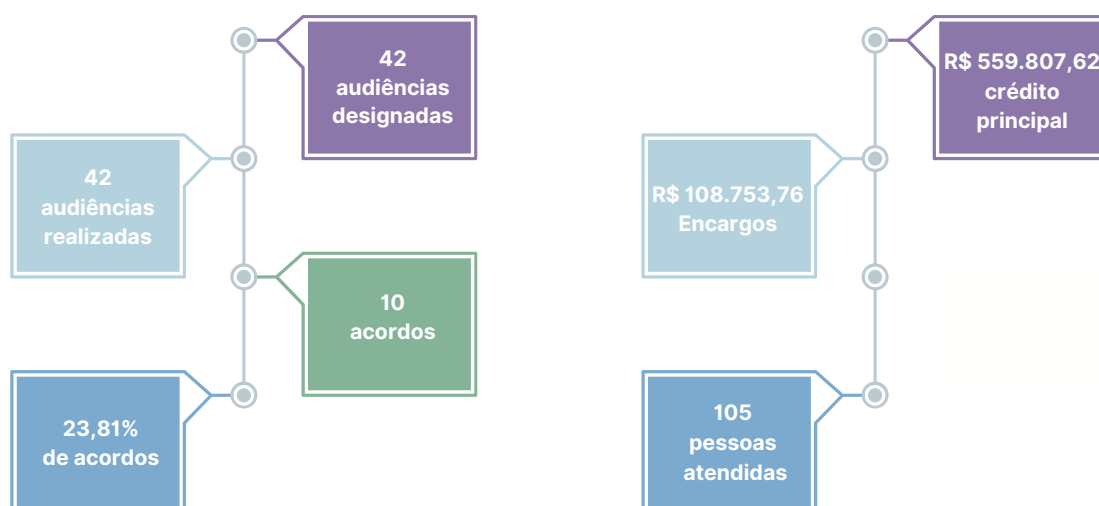 42
audiências
designadas
42
audiências
realizadas
10
acordos
23,81%
de acordos
R$ 559.807,62
crédito
principal
R$ 108.753,76
Encargos
105
pessoas
atendidas